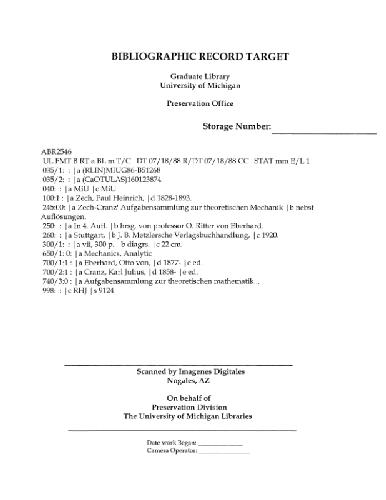 BIBLIOGRAPHIC RECORD TARGET
Graduate Library
University of Michigan
Preservation Office
Storage Number:
ABR2546
UL FMT B RT a BL m T/C DT 07/18/88 R/DT 07/18/88 CC STAT mm E/L 1
035/1: : |a (RLIN)MIUG86-B51268
035/2: : |a (CaOTULAS)160123874
040: : |a MiU |c MiU
100:1 : |a Zech, Paul Heinrich, |d 1828-1893.
245:00: |a Zech-Cranz' Aufgabensammlung zur theoretischen Mechanik |b nebst
Auflösungen.
250: : |a In 4. Aufl. |b hrsg. von professor O. Ritter von Eberhard.
260: : |a Stuttgart, |b J. B. Metzlersche Verlagsbuchhandlung, |c 1920.
300/1: : |a vii, 300 p. |b diagrs. |c 22 cm.
650/1: 0: |a Mechanics, Analytic
700/1:1 : |a Eberhard, Otto von, |d 1877- |e ed.
700/2:1 : |a Cranz, Karl Julius, |d 1858- |e ed.
740/3:0 : |a Aufgabensammlung zur theoretischen mathematik...
998: : |c RHJ |s 9124
Scanned by Imagenes Digitales
Nogales, AZ
On behalf of
Preservation Division
The University of Michigan Libraries
Date work Began:
Camera Operator: